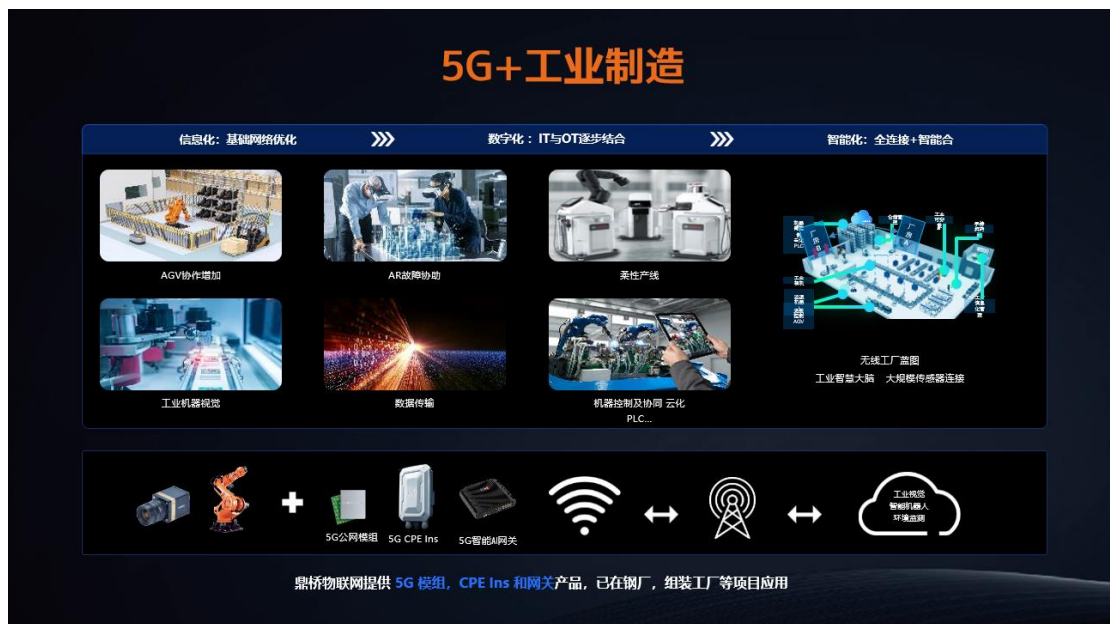 5G+工业制造
信息化：基础网络优化
数字化：IT与OT逐步结合
智能化：全连接+智能合
AGV协作增加
AR故障协助
柔性产线
工业机器视觉
数据传输
机器控制及协同 云化
PLC...
厂房B
厂房A
PLC
AGV
无线工厂蓝图
工业智慧大脑 大规模传感器连接
5G公网模组
5G CPE Ins
5G智能AI网关
工业视觉
智能机器人
环境监测
鼎桥物联网提供 5G 模组，CPE Ins 和网关产品，已在钢厂，组装工厂等项目应用